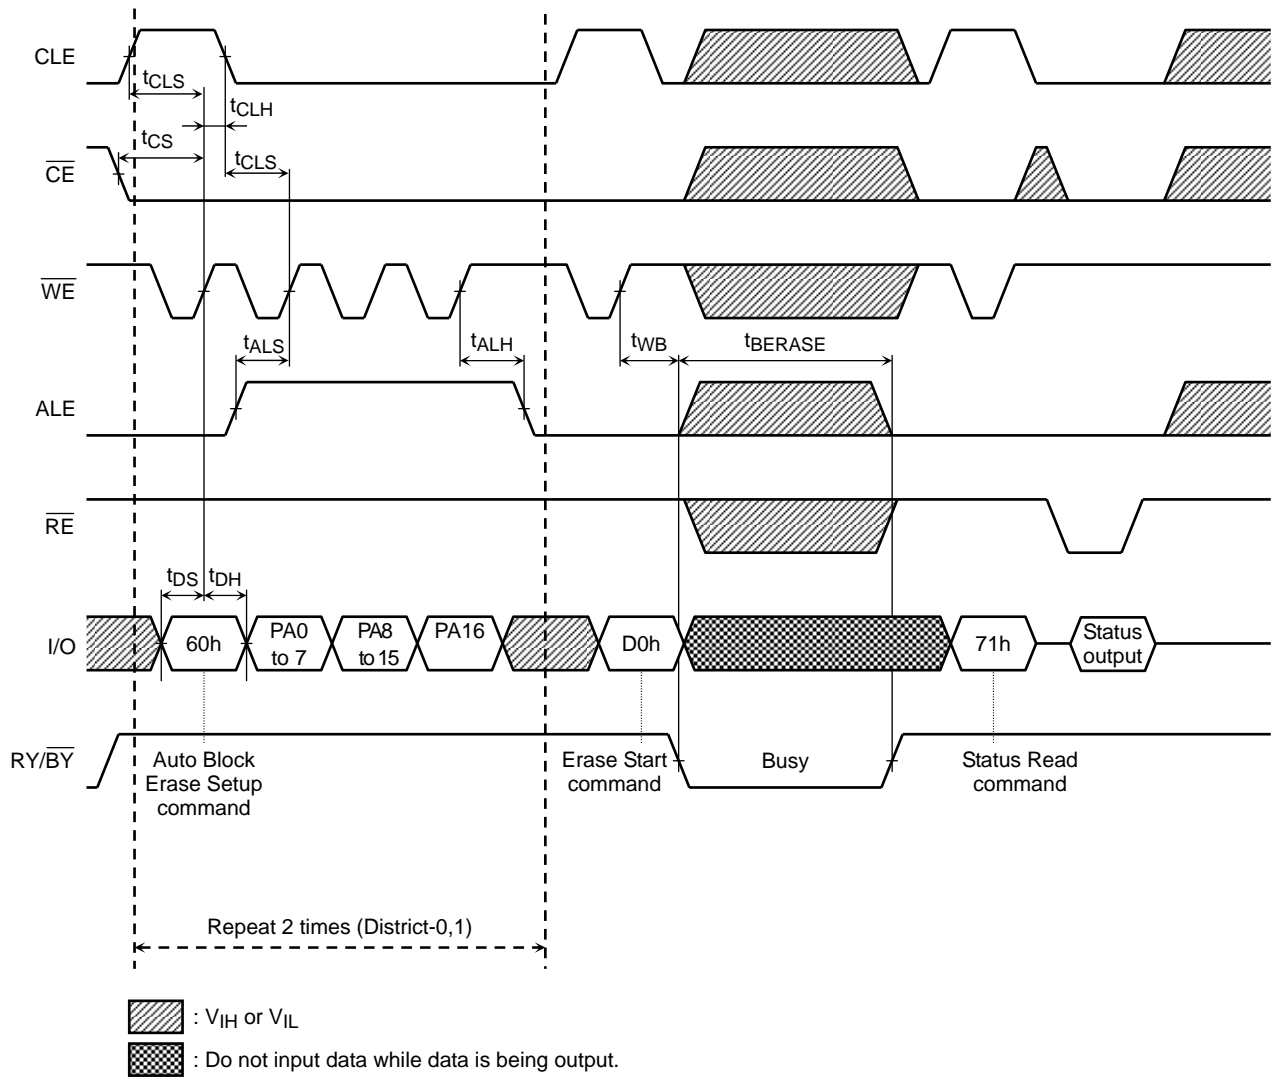 CLE
tCLS
tCLH
tCS
tCLS
CE
WE
tALS
tALH
tWB
tBERASE
ALE
RE
tDS
tDH
I/O
60h
PA0
to 7
PA8
to 15
PA16
D0h
71h
Status
output
RY/BY
Auto Block
Erase Setup
command
Erase Start
command
Busy
Status Read
command
Repeat 2 times (District-0,1)
: VIH or VIL
: Do not input data while data is being output.